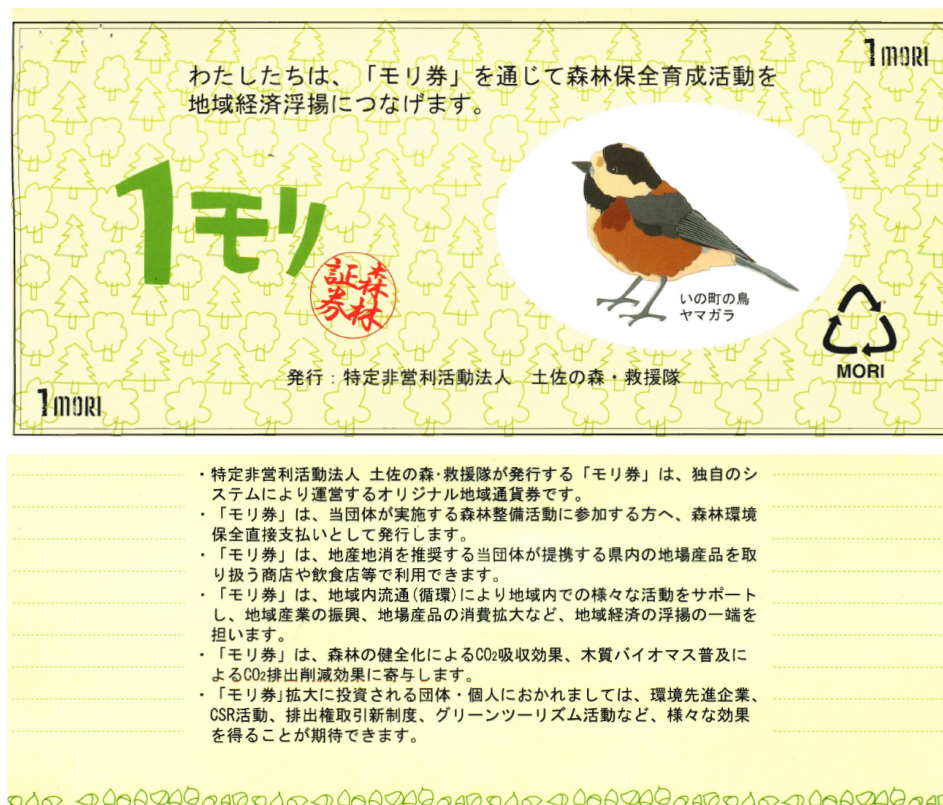 1MORI
わたしたちは、「モリ券」を通じて森林保全育成活動を
地域経済浮揚につなげます。
1モリ
森林
証券
いの町の鳥
ヤマガラ
MORI
発行：特定非営利活動法人　土佐の森・救援隊
1MORI
・特定非営利活動法人 土佐の森･救援隊が発行する「モリ券」は、独自のシ
ステムにより運営するオリジナル地域通貨券です。
・「モリ券」は、当団体が実施する森林整備活動に参加する方へ、森林環境
保全直接支払いとして発行します。
・「モリ券」は、地産地消を推奨する当団体が提携する県内の地場産品を取
り扱う商店や飲食店等で利用できます。
・「モリ券」は、地域内流通(循環)により地域内での様々な活動をサポート
し、地域産業の振興、地場産品の消費拡大など、地域経済の浮揚の一端を
担います。
・「モリ券」は、森林の健全化によるCO2吸収効果、木質バイオマス普及に
よるCO2排出削減効果に寄与します。
・「モリ券」拡大に投資される団体・個人におかれましては、環境先進企業、
CSR活動、排出権取引新制度、グリーンツーリズム活動など、様々な効果
を得ることが期待できます。